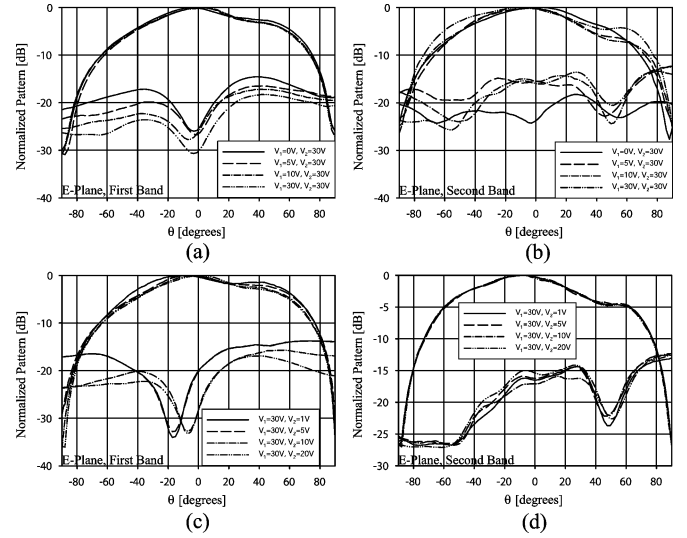 (a)
Normalized Pattern [dB]
0
-10
-20
-30
-40
-80 -60 -40 -20 0 20 40 60 80
θ [degrees]
E-Plane, First Band
V1=0V, V2=30V
V1=5V, V2=30V
V1=10V, V2=30V
V1=30V, V2=30V
(b)
Normalized Pattern [dB]
0
-10
-20
-30
-40
-80 -60 -40 -20 0 20 40 60 80
θ [degrees]
E-Plane, Second Band
V1=0V, V2=30V
V1=5V, V2=30V
V1=10V, V2=30V
V1=30V, V2=30V
(c)
Normalized Pattern [dB]
0
-10
-20
-30
-40
-80 -60 -40 -20 0 20 40 60 80
θ [degrees]
E-Plane, First Band
V1=30V, V2=1V
V1=30V, V2=5V
V1=30V, V2=10V
V1=30V, V2=20V
(d)
Normalized Pattern [dB]
0
-5
-10
-15
-20
-25
-30
-80 -60 -40 -20 0 20 40 60 80
θ [degrees]
E-Plane, Second Band
V1=30V, V2=1V
V1=30V, V2=5V
V1=30V, V2=10V
V1=30V, V2=20V